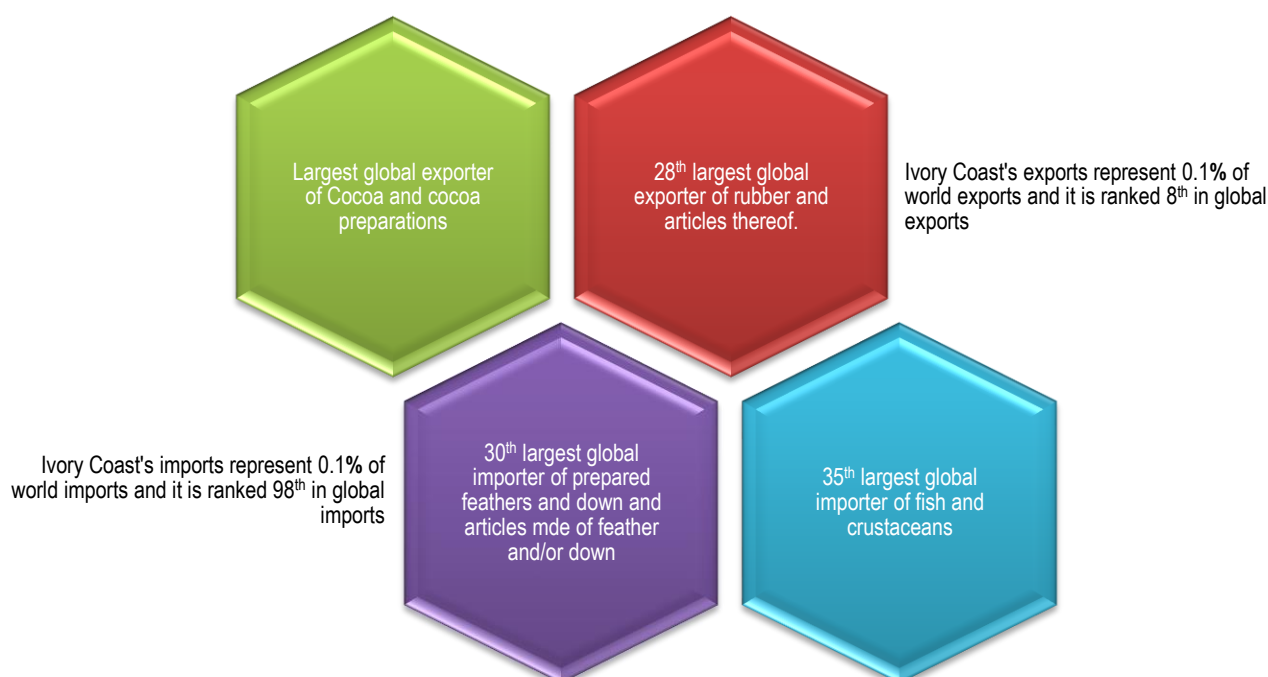 Largest global exporter
of Cocoa and cocoa
preparations
28th largest global
exporter of rubber and
articles thereof.
Ivory Coast's exports represent 0.1% of
world exports and it is ranked 8th in global
exports
Ivory Coast's imports represent 0.1% of
world imports and it is ranked 98th in global
imports
30th largest global
importer of prepared
feathers and down and
articles mde of feather
and/or down
35th largest global
importer of fish and
crustaceans